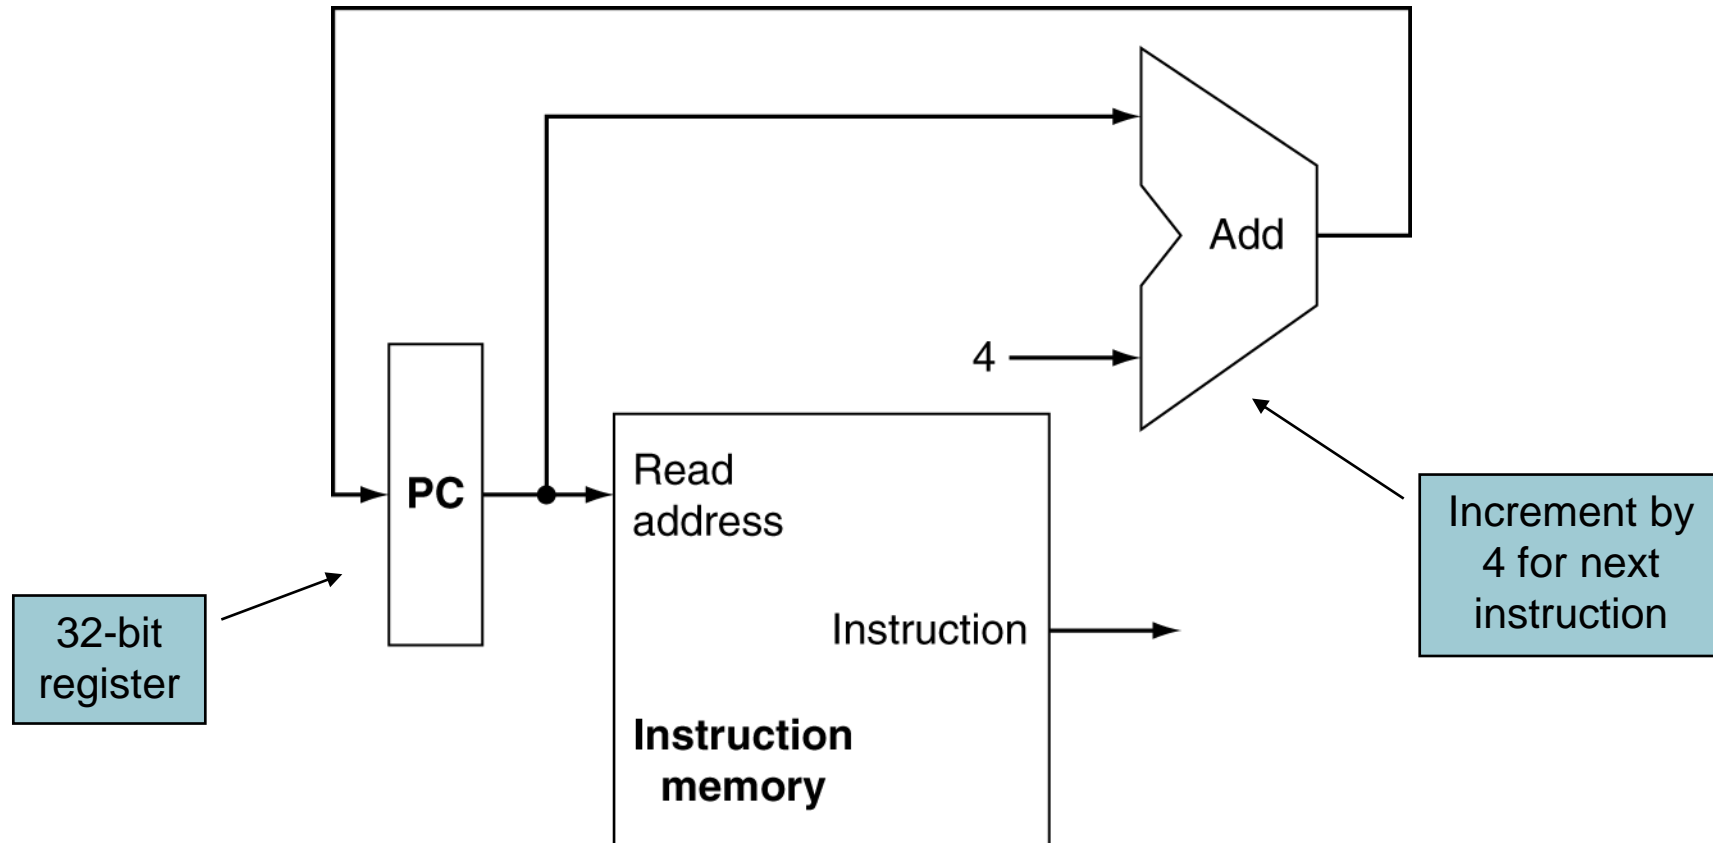 Add
4
PC
Read
address
Increment by
4 for next
instruction
32-bit
register
Instruction
Instruction
memory